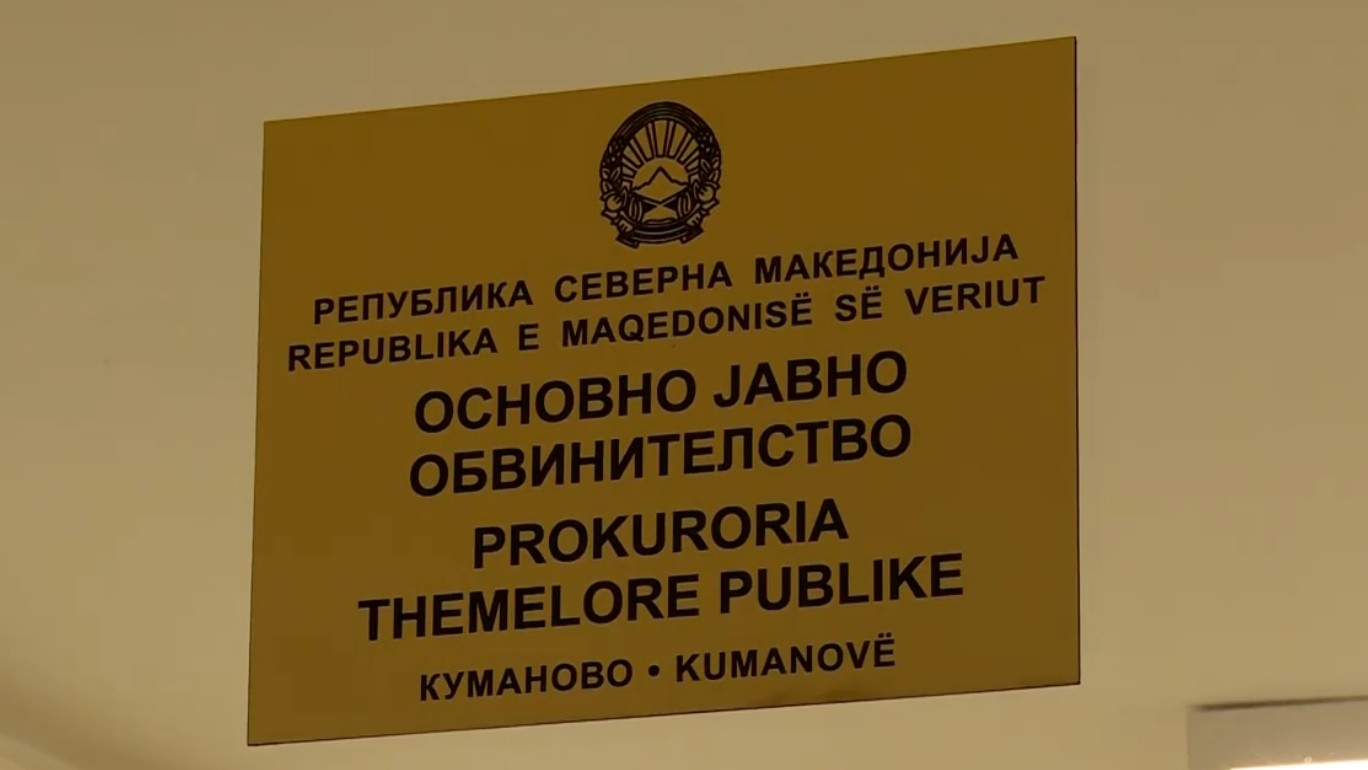 РЕПУБЛИКА СЕВЕРНА МАКЕДОНИЈА
REPUBLIKA E MAQEDONISË SË VERIUT
ОСНОВНО ЈАВНО
ОБВИНИТЕЛСТВО
PROKURORIA
THEMELORE PUBLIKE
КУМАНОВО • KUMANOVË